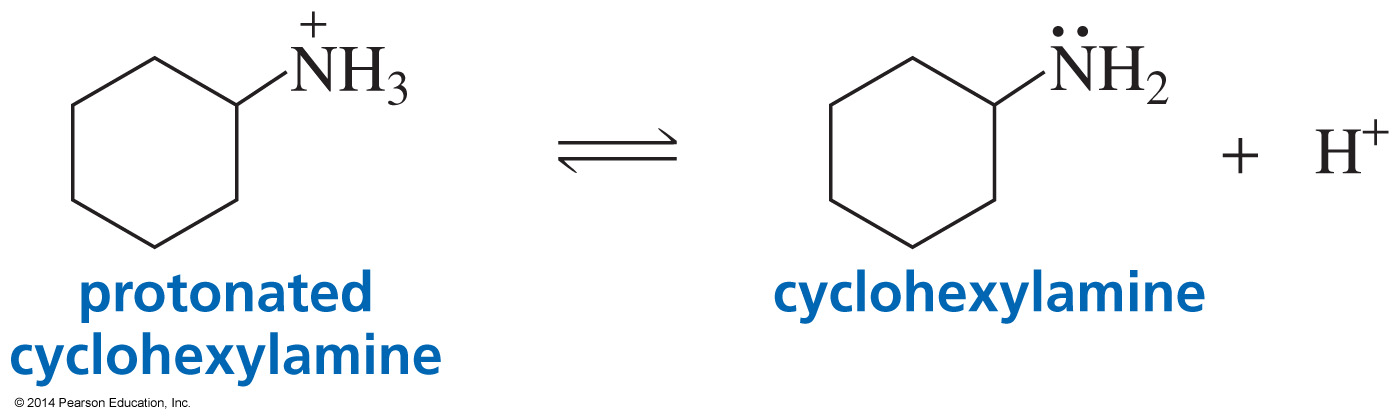 +
NH₃
··
NH₂
+ H⁺
protonated
cyclohexylamine
cyclohexylamine
© 2014 Pearson Education, Inc.